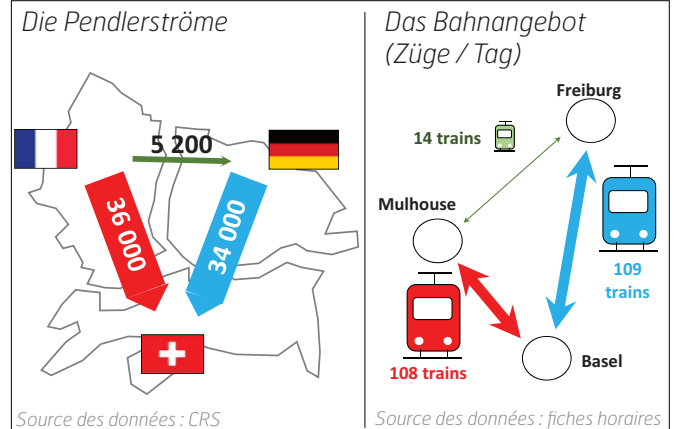 Die Pendlerströme
5 200
36 000
34 000
Source des données : CRS
Das Bahnangebot
(Züge / Tag)
Freiburg
14 trains
Mulhouse
109
trains
108 trains
Basel
Source des données : fiches horaires